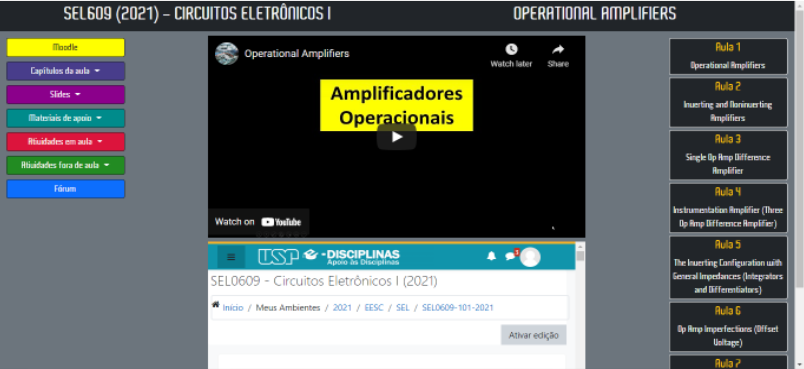 SEL609 (2021) – CIRCUITOS ELETRÔNICOS I
OPERATIONAL AMPLIFIERS
Moodle
Capítulos da aula
Slides
Materiais de apoio
Atividades em aula
Atividades fora de aula
Fórum
Operational Amplifiers
Watch later
Share
Amplificadores
Operacionais
Watch on YouTube
USP e-DISCIPLINAS
Apoio às Disciplinas
SEL0609 - Circuitos Eletrônicos I (2021)
Início / Meus Ambientes / 2021 / EESC / SEL / SEL0609-101-2021
Ativar edição
Aula 1
Operational Amplifiers
Aula 2
Inverting and Noninverting
Amplifiers
Aula 3
Single Op Amp Difference
Amplifier
Aula 4
Instrumentation Amplifier (Three
Op Amp Difference Amplifier)
Aula 5
The Inverting Configuration with
General Impedances (Integrators
and Differentiators)
Aula 6
Op Amp Imperfections (Offset
Voltage)
Aula 7